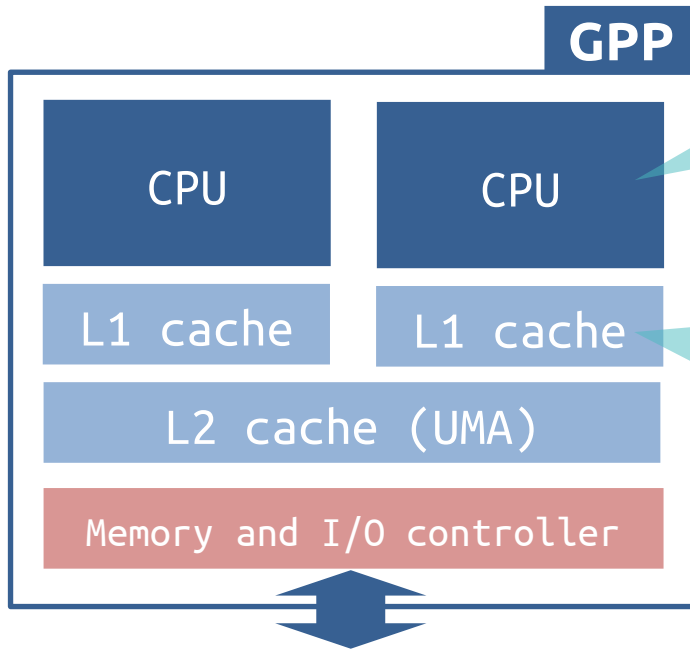 GPP
CPU
CPU
L1 cache
L1 cache
L2 cache (UMA)
Memory and I/O controller